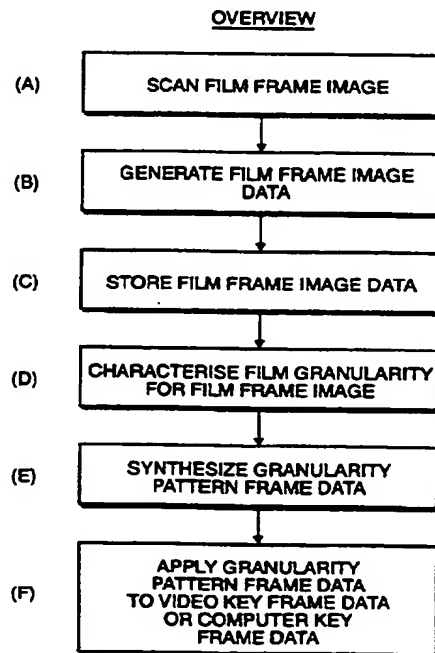 OVERVIEW
(A)
SCAN FILM FRAME IMAGE
(B)
GENERATE FILM FRAME IMAGE
DATA
(C)
STORE FILM FRAME IMAGE DATA
(D)
CHARACTERISE FILM GRANULARITY
FOR FILM FRAME IMAGE
(E)
SYNTHESIZE GRANULARITY
PATTERN FRAME DATA
(F)
APPLY GRANULARITY
PATTERN FRAME DATA
TO VIDEO KEY FRAME DATA
OR COMPUTER KEY
FRAME DATA